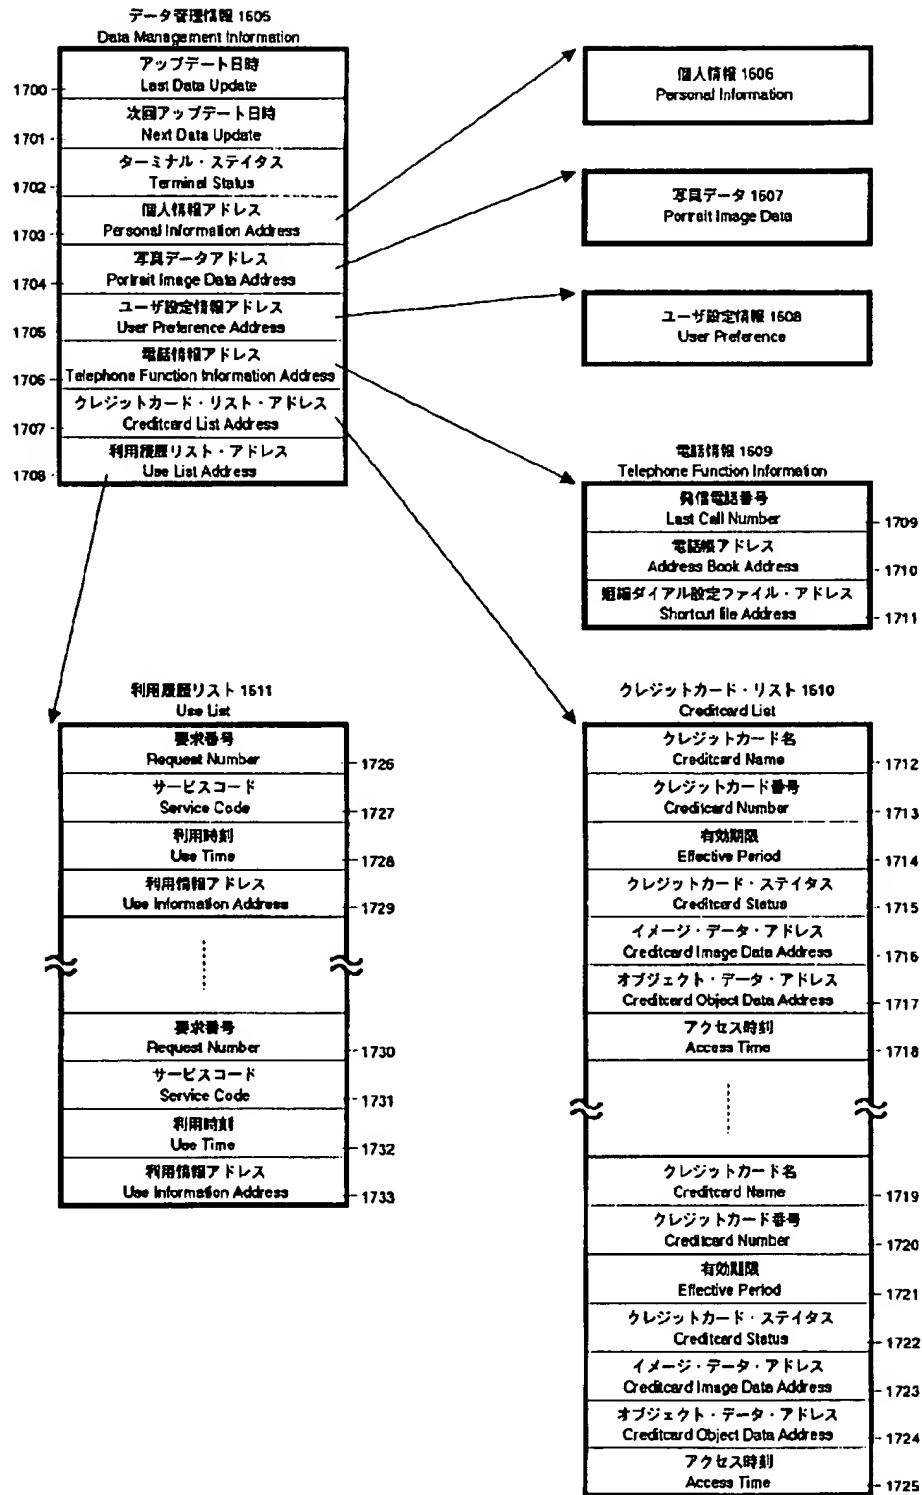 データ管理情報 1605
Data Management Information
アップデート日時
Last Data Update
1700
次回アップデート日時
Next Data Update
1701
ターミナル・ステイタス
Terminal Status
1702
個人情報アドレス
Personal Information Address
1703
写真データアドレス
Portrait Image Data Address
1704
ユーザ設定情報アドレス
User Preference Address
1705
電話情報アドレス
Telephone Function Information Address
1706
クレジットカード・リスト・アドレス
Creditcard List Address
1707
利用履歴リスト・アドレス
Use List Address
1708
個人情報 1606
Personal Information
写真データ 1607
Portrait Image Data
ユーザ設定情報 1608
User Preference
電話情報 1609
Telephone Function Information
発信電話番号
Last Call Number
1709
電話帳アドレス
Address Book Address
1710
短縮ダイアル設定ファイル・アドレス
Shortcut file Address
1711
利用履歴リスト 1611
Use List
要求番号
Request Number
1726
サービスコード
Service Code
1727
利用時刻
Use Time
1728
利用情報アドレス
Use Information Address
1729
要求番号
Request Number
1730
サービスコード
Service Code
1731
利用時刻
Use Time
1732
利用情報アドレス
Use Information Address
1733
クレジットカード・リスト 1610
Creditcard List
クレジットカード名
Creditcard Name
1712
クレジットカード番号
Creditcard Number
1713
有効期限
Effective Period
1714
クレジットカード・ステイタス
Creditcard Status
1715
イメージ・データ・アドレス
Creditcard Image Data Address
1716
オブジェクト・データ・アドレス
Creditcard Object Data Address
1717
アクセス時刻
Access Time
1718
クレジットカード名
Creditcard Name
1719
クレジットカード番号
Creditcard Number
1720
有効期限
Effective Period
1721
クレジットカード・ステイタス
Creditcard Status
1722
イメージ・データ・アドレス
Creditcard Image Data Address
1723
オブジェクト・データ・アドレス
Creditcard Object Data Address
1724
アクセス時刻
Access Time
1725